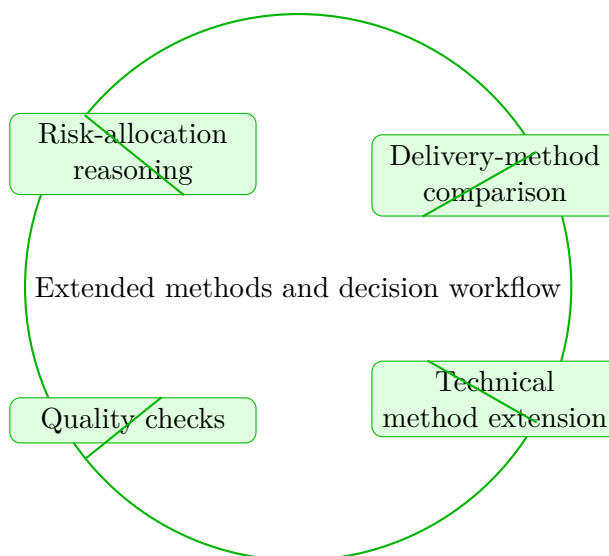 Risk-allocation
reasoning
Delivery-method
comparison
Extended methods and decision workflow
Quality checks
Technical
method extension